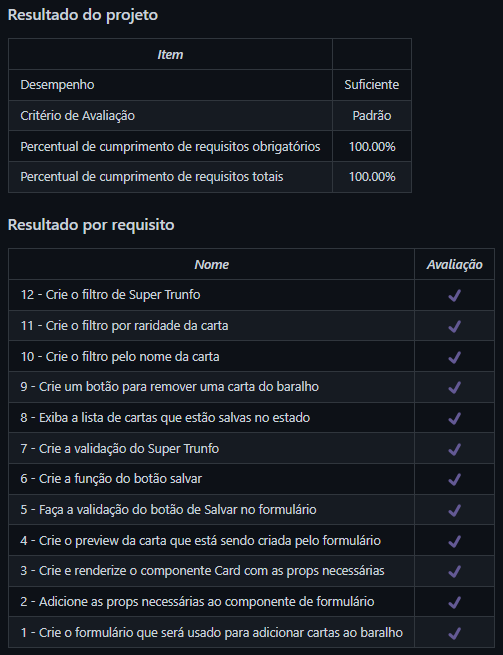 Resultado do projeto
Item
Desempenho Suficiente
Critério de Avaliação Padrão
Percentual de cumprimento de requisitos obrigatórios 100.00%
Percentual de cumprimento de requisitos totais 100.00%
Resultado por requisito
Nome Avaliação
12 - Crie o filtro de Super Trunfo ✔
11 - Crie o filtro por raridade da carta ✔
10 - Crie o filtro pelo nome da carta ✔
9 - Crie um botão para remover uma carta do baralho ✔
8 - Exiba a lista de cartas que estão salvas no estado ✔
7 - Crie a validação do Super Trunfo ✔
6 - Crie a função do botão salvar ✔
5 - Faça a validação do botão de Salvar no formulário ✔
4 - Crie o preview da carta que está sendo criada pelo formulário ✔
3 - Crie e renderize o componente Card com as props necessárias ✔
2 - Adicione as props necessárias ao componente de formulário ✔
1 - Crie o formulário que será usado para adicionar cartas ao baralho ✔